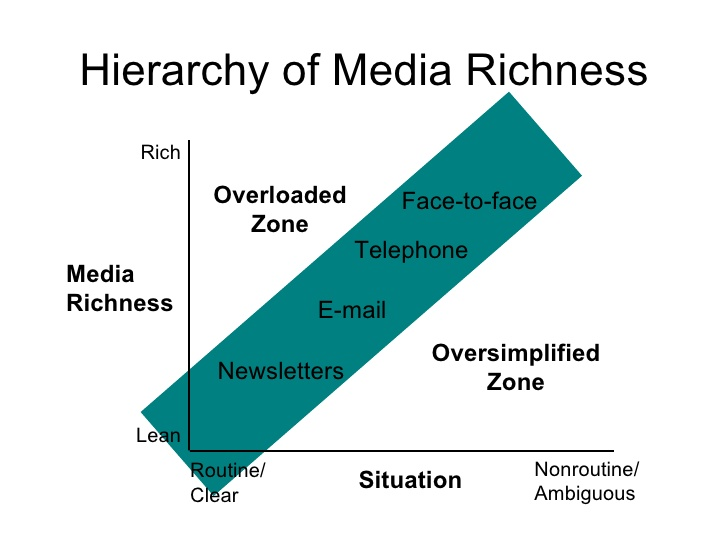 Hierarchy of Media Richness
Rich
Overloaded
Zone
Face-to-face
Telephone
Media
Richness
E-mail
Oversimplified
Zone
Newsletters
Lean
Routine/
Clear
Situation
Nonroutine/
Ambiguous